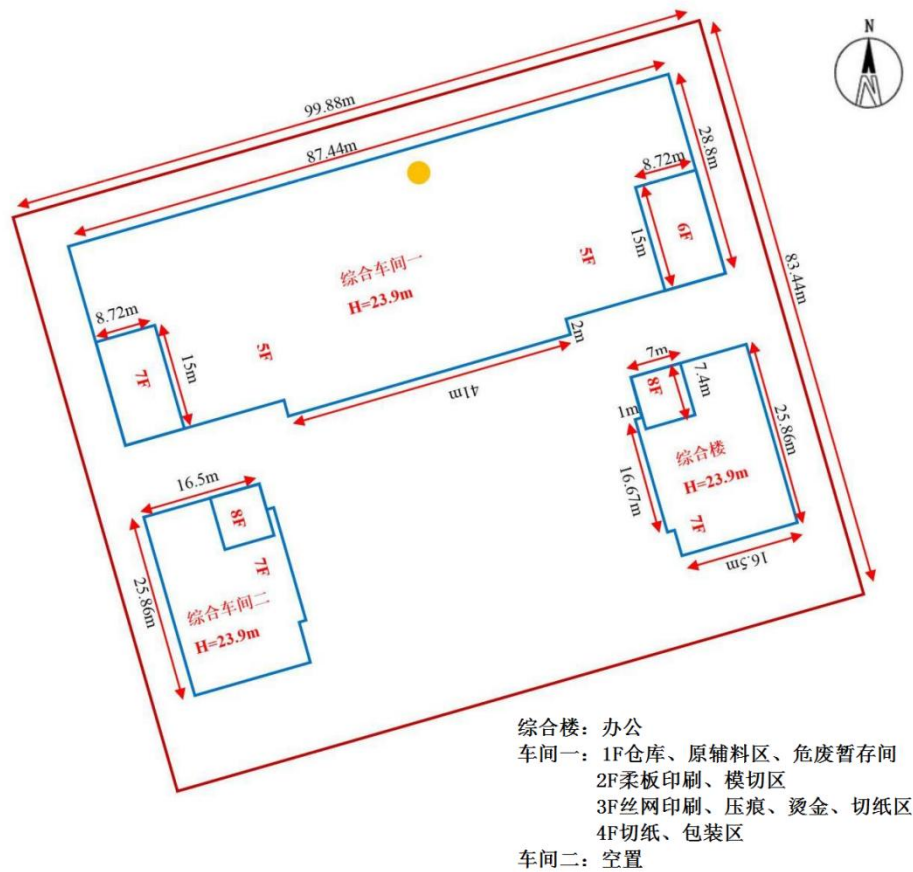 N
99.88m
87.44m
28.8m
8.72m
15m
6F
5F
83.44m
综合车间一
H=23.9m
8.72m
15m
7F
5F
2m
41m
7m
8F
7.4m
1m
25.86m
16.67m
综合楼
H=23.9m
7F
16.5m
16.5m
8F
7F
25.86m
综合车间二
H=23.9m
综合楼：办公
车间一：1F仓库、原辅料区、危废暂存间
2F柔板印刷、模切区
3F丝网印刷、压痕、烫金、切纸区
4F切纸、包装区
车间二：空置